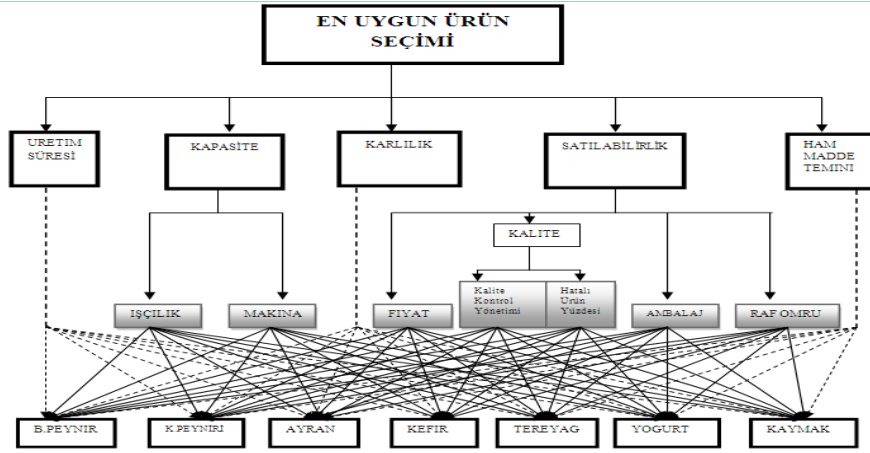 EN UYGUN ÜRÜN
SEÇİMİ
URETIM
SÜRESİ
KAPASİTE
KARLILIK
SATILABİLİRLİK
HAM
MADDE
TEMINI
KALITE
IŞÇILIK
MAKINA
FIYAT
Kalite
Kontrol
Yönetimi
Hatalı
Urun
Yüzdesi
AMBALAJ
RAF OMRU
B.PEYNIR
K.PEYNIRI
AYRAN
KEFIR
TEREYAG
YOGURT
KAYMAK